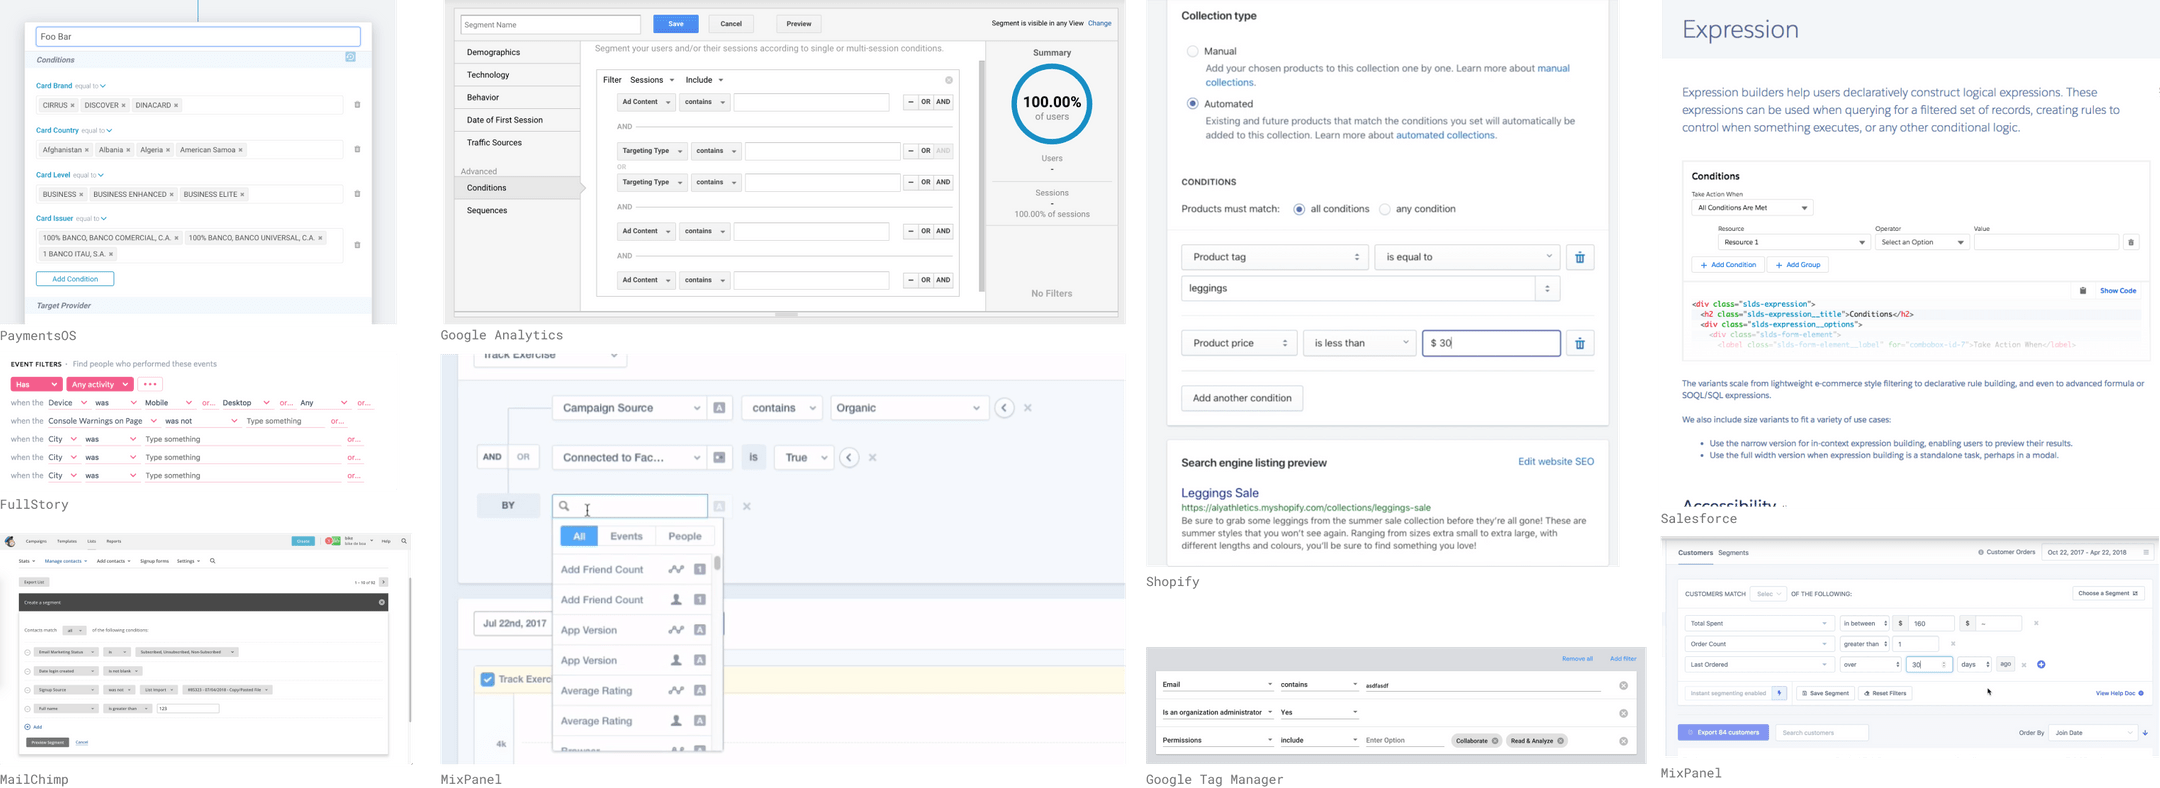 Foo Bar
Conditions
Card Brand equal to
CIRRUS × DISCOVER × DINACARD ×
Card Country equal to
Afghanistan × Albania × Algeria × American Samoa ×
Card Level equal to
BUSINESS × BUSINESS ENHANCED × BUSINESS ELITE ×
Card Issuer equal to
100% BANCO, BANCO COMERCIAL, C.A. × 100% BANCO, BANCO UNIVERSAL, C.A. ×
1 BANCO ITAU, S.A. ×
Add Condition
Target Provider
PaymentsOS
Segment Name
Save
Cancel
Preview
Segment is visible in any View Change
Demographics
Technology
Behavior
Date of First Session
Traffic Sources
Advanced
Conditions
Sequences
Segment your users and/or their sessions according to single or multi-session conditions.
Filter Sessions Include
Ad Content contains – OR AND
AND
Targeting Type contains – OR AND
OR
Targeting Type contains – OR AND
AND
Ad Content contains – OR AND
AND
Ad Content contains – OR AND
Summary
100.00%
of users
Users
-
Sessions
-
100.00% of sessions
No Filters
Google Analytics
Collection type
Manual
Add your chosen products to this collection one by one. Learn more about manual
collections.
Automated
Existing and future products that match the conditions you set will automatically be
added to this collection. Learn more about automated collections.
CONDITIONS
Products must match: all conditions any condition
Product tag is equal to
leggings
Product price is less than $ 30
Add another condition
Search engine listing preview Edit website SEO
Leggings Sale
https://alyathletics.myshopify.com/collections/leggings-sale
Be sure to grab some leggings from the summer sale collection before they're all gone! These are
summer styles that you won't see again. Ranging from sizes extra small to extra large, with
different lengths and colours, you'll be sure to find something you love!
Shopify
Expression
Expression builders help users declaratively construct logical expressions. These
expressions can be used when querying for a filtered set of records, creating rules to
control when something executes, or any other conditional logic.
Conditions
Take Action When
All Conditions Are Met
Resource Operator Value
Resource 1 Select an Option
+ Add Condition + Add Group
Show Code
<div class="slds-expression">
<h2 class="slds-expression__title">Conditions</h2>
<div class="slds-expression__options">
<div class="slds-form-element">
<label class="slds-form-element__label" for="combobox-id-7">Take Action When</label>
The variants scale from lightweight e-commerce style filtering to declarative rule building, and even to advanced formula or
SOQL/SQL expressions.
We also include size variants to fit a variety of use cases:
• Use the narrow version for in-context expression building, enabling users to preview their results.
• Use the full width version when expression building is a standalone task, perhaps in a modal.
Accessibility
Salesforce
EVENT FILTERS · Find people who performed these events
Has Any activity •••
when the Device was Mobile or... Desktop or... Any or...
when the Console Warnings on Page was not Type something or...
when the City was Type something or...
when the City was Type something or...
when the City was Type something or...
FullStory
Track Exercise
Campaign Source A contains Organic
AND OR Connected to Fac... is True
BY
All Events People
Add Friend Count 1
Add Friend Count 1
App Version A
App Version A
Average Rating A
Average Rating A
Browser
Jul 22nd, 2017
Track Exerc
4k
MixPanel
Campaigns Templates Lists Reports
Help
Stats Manage contacts Add contacts Signup forms Settings
Export List
Create a segment
Contacts match all of the following conditions:
Email Marketing Status is Subscribed, Unsubscribed, Non-Subscribed
Date login created is not blank
Signup Source was not List Import
Full name is greater than 123
Add
Preview Segment Cancel
MailChimp
Remove all Add filter
Email contains asdfasdf
Is an organization administrator Yes
Permissions include Enter Option Collaborate Read & Analyze
Google Tag Manager
Customers Segments Customer Orders Oct 22, 2017 - Apr 22, 2018
CUSTOMERS MATCH Selec OF THE FOLLOWING: Choose a Segment
Total Spent in between $ 160 $ ~
Order Count greater than 1
Last Ordered over 30 days ago
Instant segmenting enabled Save Segment Reset Filters View Help Doc
Export 84 customers Search customers Order By Join Date
MixPanel